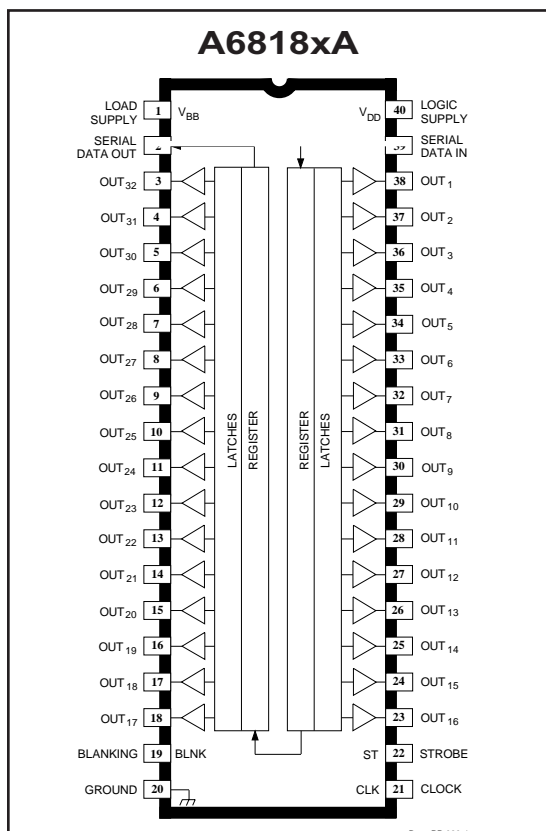 A6818xA
LOAD SUPPLY 1 V_BB V_DD 40 LOGIC SUPPLY
SERIAL DATA OUT 2 39 SERIAL DATA IN
OUT32 3 38 OUT1
OUT31 4 37 OUT2
OUT30 5 36 OUT3
OUT29 6 35 OUT4
OUT28 7 34 OUT5
OUT27 8 33 OUT6
OUT26 9 32 OUT7
OUT25 10 31 OUT8
OUT24 11 30 OUT9
OUT23 12 29 OUT10
OUT22 13 28 OUT11
OUT21 14 27 OUT12
OUT20 15 26 OUT13
OUT19 16 25 OUT14
OUT18 17 24 OUT15
OUT17 18 23 OUT16
LATCHES
REGISTER
REGISTER
LATCHES
BLANKING 19 BLNK ST 22 STROBE
GROUND 20 CLK 21 CLOCK